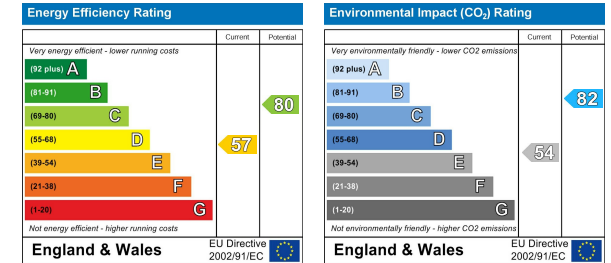 Energy Efficiency Rating
Current Potential
Very energy efficient - lower running costs
(92 plus) A
(81-91) B
(69-80) C
(55-68) D
(39-54) E
(21-38) F
(1-20) G
57
80
Not energy efficient - higher running costs
England & Wales
EU Directive
2002/91/EC
Environmental Impact (CO₂) Rating
Current Potential
Very environmentally friendly - lower CO2 emissions
(92 plus) A
(81-91) B
(69-80) C
(55-68) D
(39-54) E
(21-38) F
(1-20) G
54
82
Not environmentally friendly - higher CO2 emissions
England & Wales
EU Directive
2002/91/EC